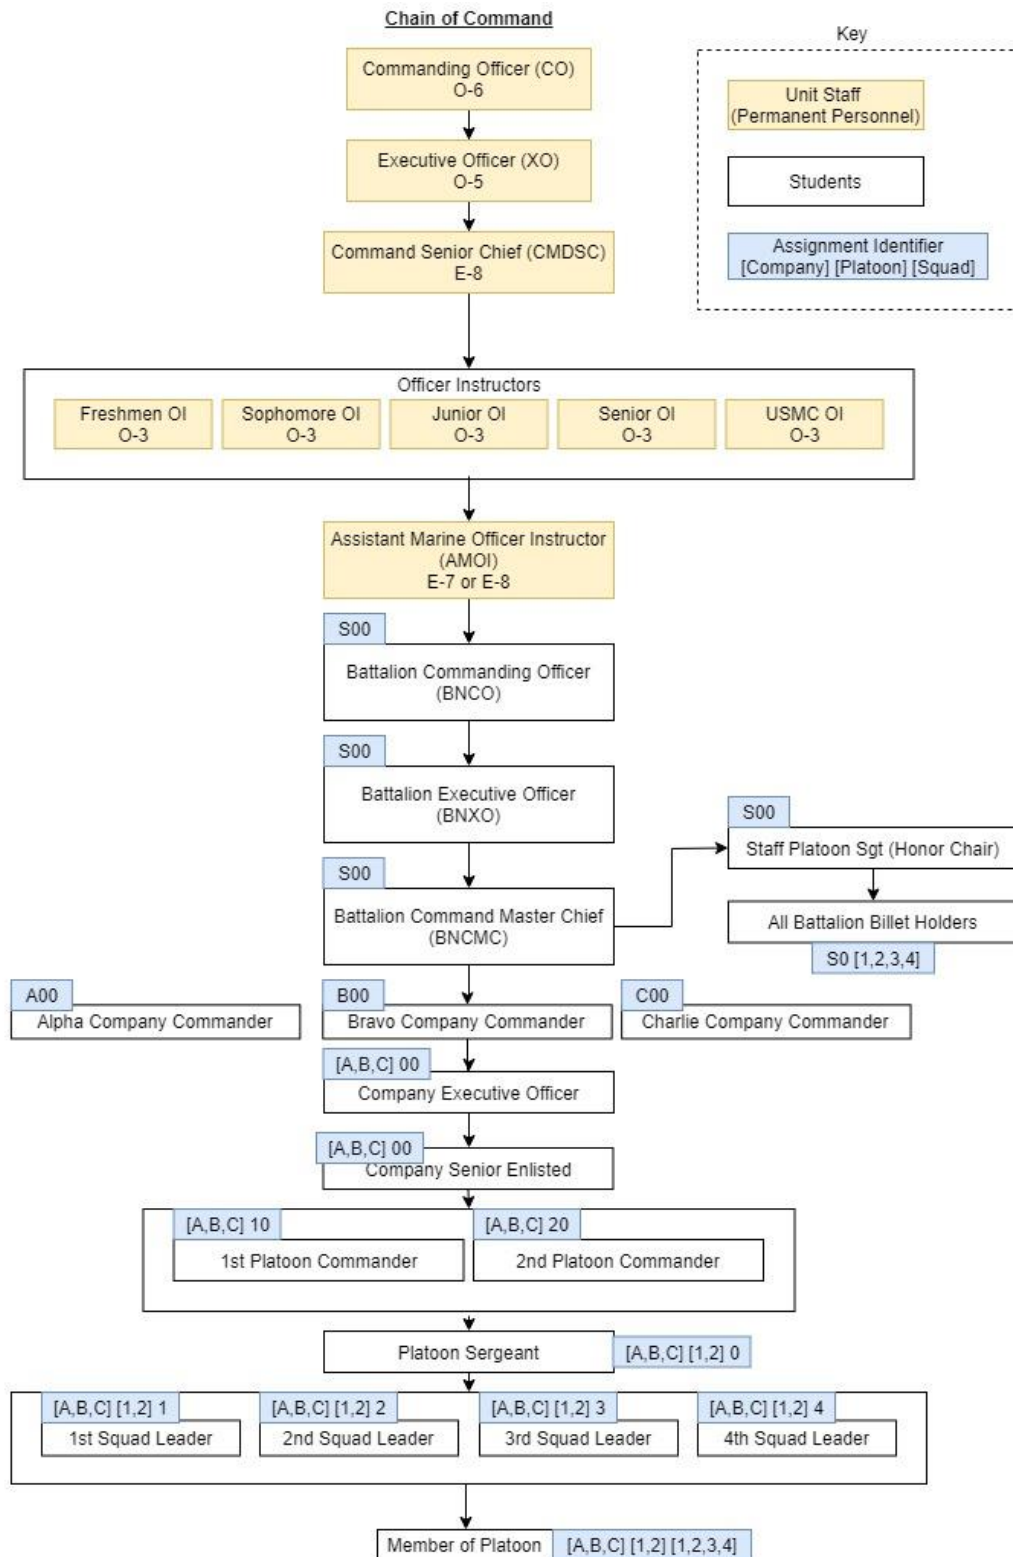 Chain of Command
Key
Commanding Officer (CO)
O-6
Unit Staff
(Permanent Personnel)
Executive Officer (XO)
O-5
Students
Command Senior Chief (CMDSC)
E-8
Assignment Identifier
[Company] [Platoon] [Squad]
Officer Instructors
Freshmen OI
O-3
Sophomore OI
O-3
Junior OI
O-3
Senior OI
O-3
USMC OI
O-3
Assistant Marine Officer Instructor
(AMOI)
E-7 or E-8
S00
Battalion Commanding Officer
(BNCO)
S00
Battalion Executive Officer
(BNXO)
S00
Battalion Command Master Chief
(BNCMC)
S00
Staff Platoon Sgt (Honor Chair)
All Battalion Billet Holders
S0 [1,2,3,4]
A00
Alpha Company Commander
B00
Bravo Company Commander
C00
Charlie Company Commander
[A,B,C] 00
Company Executive Officer
[A,B,C] 00
Company Senior Enlisted
[A,B,C] 10
1st Platoon Commander
[A,B,C] 20
2nd Platoon Commander
Platoon Sergeant
[A,B,C] [1,2] 0
[A,B,C] [1,2] 1
1st Squad Leader
[A,B,C] [1,2] 2
2nd Squad Leader
[A,B,C] [1,2] 3
3rd Squad Leader
[A,B,C] [1,2] 4
4th Squad Leader
Member of Platoon
[A,B,C] [1,2] [1,2,3,4]